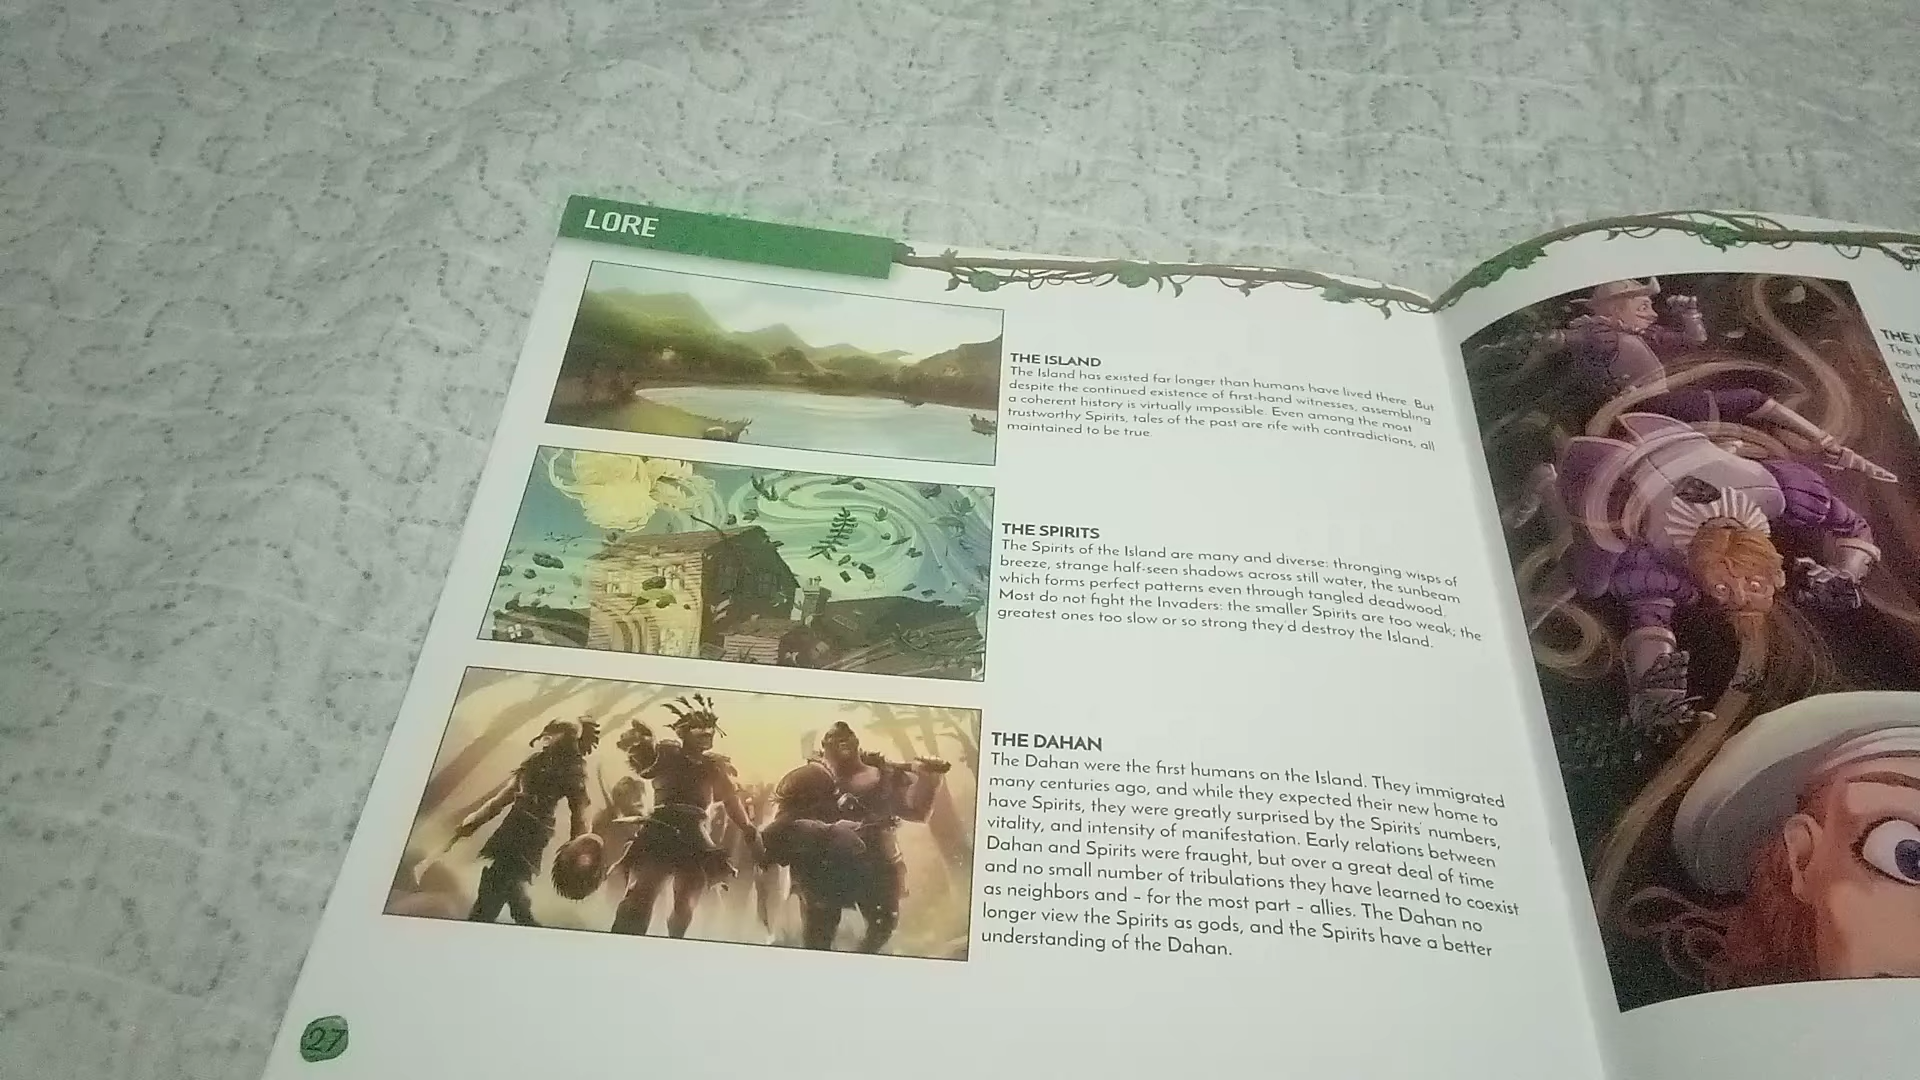 LORE
THE ISLAND
The Island has existed far longer than humans have lived there. But
despite the continued existence of first-hand witnesses, assembling
a coherent history is virtually impossible. Even among the most
trustworthy Spirits, tales of the past are rife with contradictions, all
maintained to be true.
THE SPIRITS
The Spirits of the Island are many and diverse: thronging wisps of
breeze, strange half-seen shadows across still water, the sunbeam
which forms perfect patterns even through tangled deadwood.
Most do not fight the Invaders: the smaller Spirits are too weak; the
greatest ones too slow or so strong they'd destroy the Island.
THE DAHAN
The Dahan were the first humans on the Island. They immigrated
many centuries ago, and while they expected their new home to
have Spirits, they were greatly surprised by the Spirits' numbers,
vitality, and intensity of manifestation. Early relations between
Dahan and Spirits were fraught, but over a great deal of time
and no small number of tribulations they have learned to coexist
as neighbors and – for the most part – allies. The Dahan no
longer view the Spirits as gods, and the Spirits have a better
understanding of the Dahan.
27
THE
The